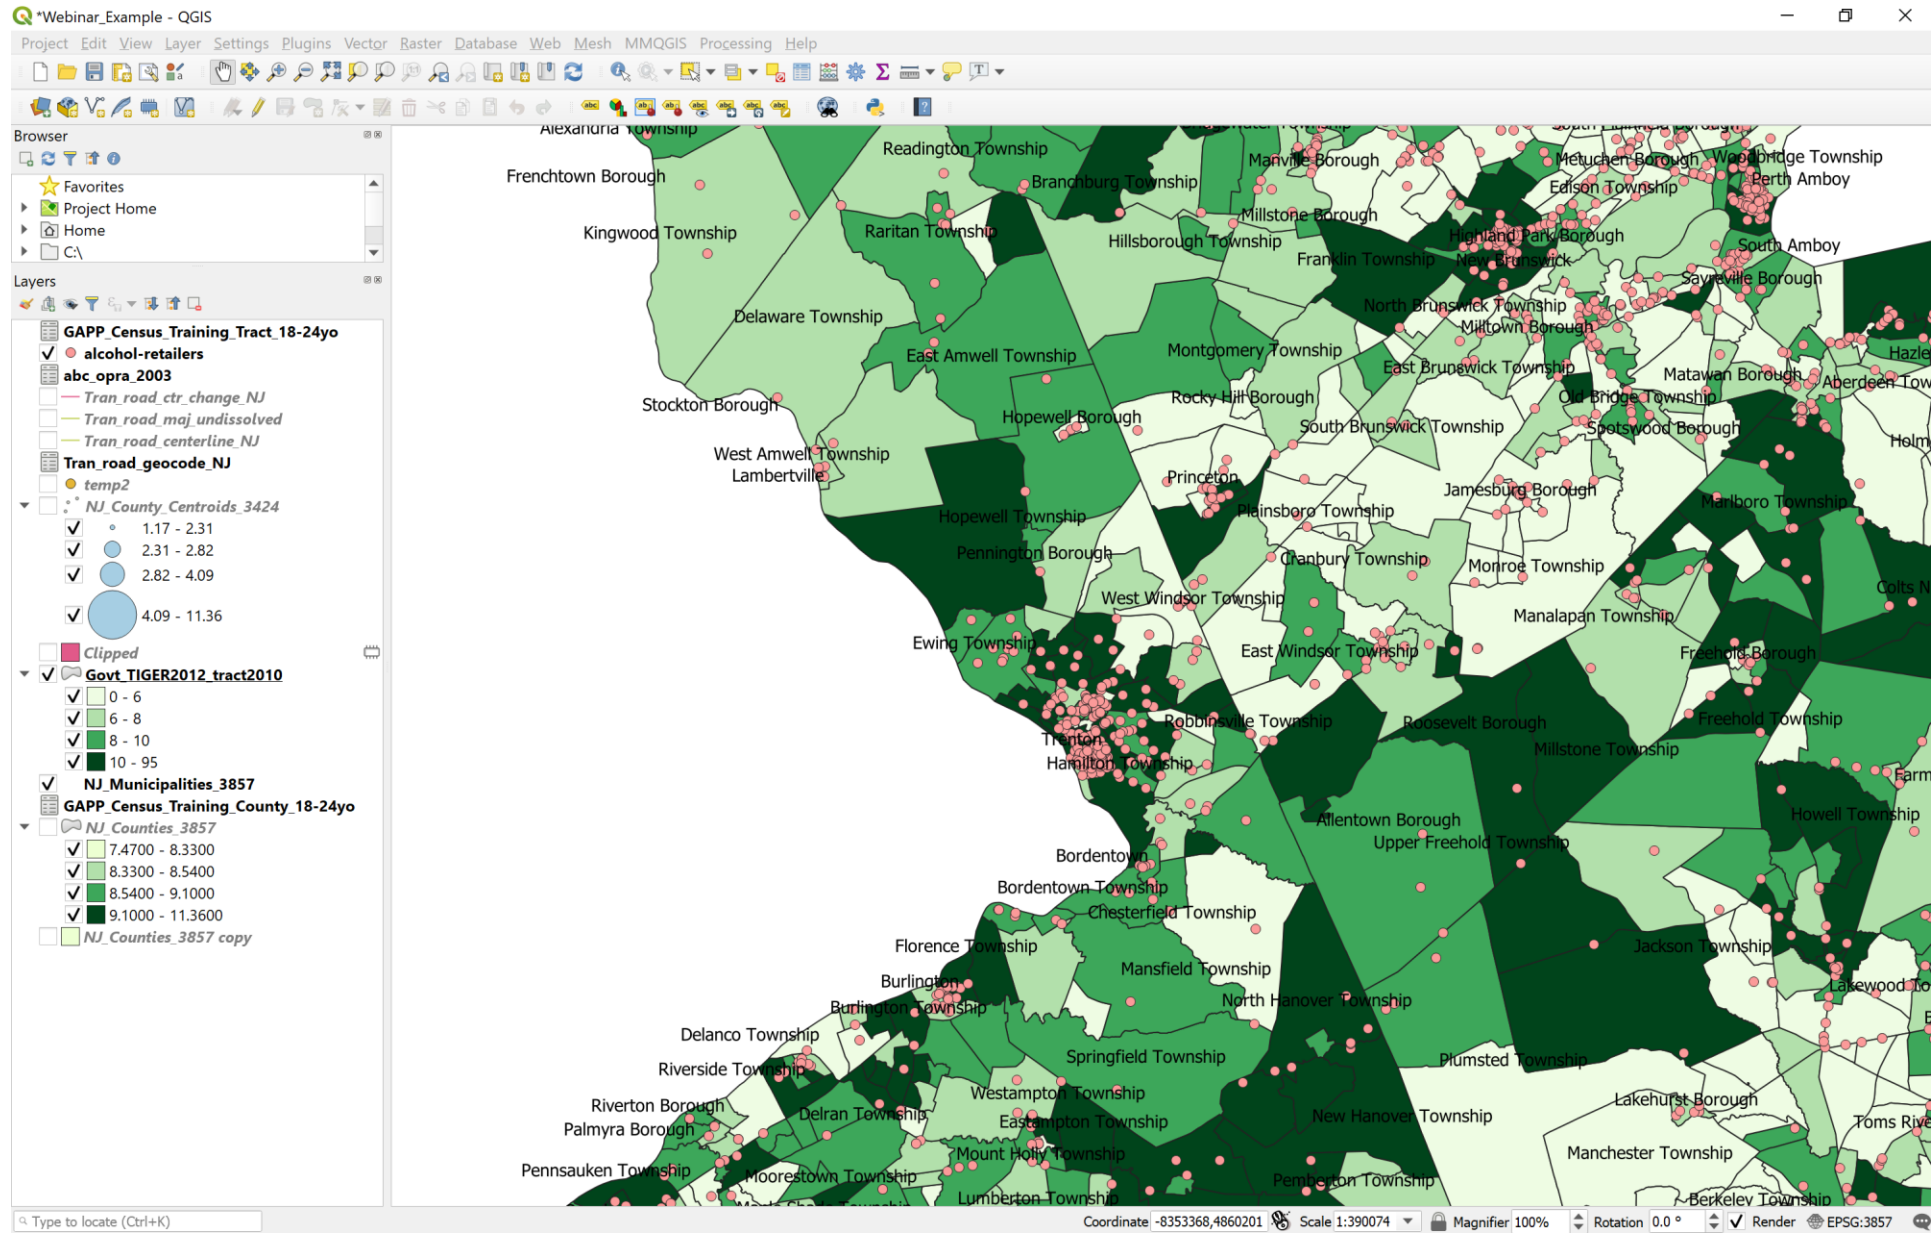 *Webinar_Example - QGIS
Project Edit View Layer Settings Plugins Vector Raster Database Web Mesh MMQGIS Processing Help
Browser
Favorites
Project Home
Home
C:\
Layers
GAPP_Census_Training_Tract_18-24yo
alcohol-retailers
abc_opra_2003
Tran_road_ctr_change_NJ
Tran_road_maj_undissolved
Tran_road_centerline_NJ
Tran_road_geocode_NJ
temp2
NJ_County_Centroids_3424
1.17 - 2.31
2.31 - 2.82
2.82 - 4.09
4.09 - 11.36
Clipped
Govt_TIGER2012_tract2010
0 - 6
6 - 8
8 - 10
10 - 95
NJ_Municipalities_3857
GAPP_Census_Training_County_18-24yo
NJ_Counties_3857
7.4700 - 8.3300
8.3300 - 8.5400
8.5400 - 9.1000
9.1000 - 11.3600
NJ_Counties_3857 copy
Alexandria Township
Readington Township
Manville Borough
Metuchen Borough
Woodbridge Township
Frenchtown Borough
Branchburg Township
Edison Township
Perth Amboy
Kingwood Township
Raritan Township
Millstone Borough
Hillsborough Township
Highland Park Borough
South Amboy
Franklin Township
New Brunswick
Sayreville Borough
Delaware Township
North Brunswick Township
Milltown Borough
East Amwell Township
Montgomery Township
East Brunswick Township
Matawan Borough
Stockton Borough
Hopewell Borough
Rocky Hill Borough
Old Bridge Township
South Brunswick Township
Spotswood Borough
West Amwell Township
Lambertville
Princeton
Jamesburg Borough
Plainsboro Township
Marlboro Township
Hopewell Township
Pennington Borough
Cranbury Township
Monroe Township
West Windsor Township
Manalapan Township
Ewing Township
East Windsor Township
Freehold Borough
Robbinsville Township
Roosevelt Borough
Freehold Township
Trenton
Millstone Township
Hamilton Township
Allentown Borough
Howell Township
Upper Freehold Township
Bordentown
Bordentown Township
Chesterfield Township
Florence Township
Jackson Township
Mansfield Township
Burlington
North Hanover Township
Burlington Township
Delanco Township
Springfield Township
Plumsted Township
Riverside Township
Westampton Township
Riverton Borough
Delran Township
Lakehurst Borough
Eastampton Township
New Hanover Township
Palmyra Borough
Mount Holly Township
Manchester Township
Pennsauken Township
Moorestown Township
Pemberton Township
Lumberton Township
Berkeley Township
Type to locate (Ctrl+K)
Coordinate -8353368,4860201 Scale 1:390074 Magnifier 100% Rotation 0.0 ° Render EPSG:3857